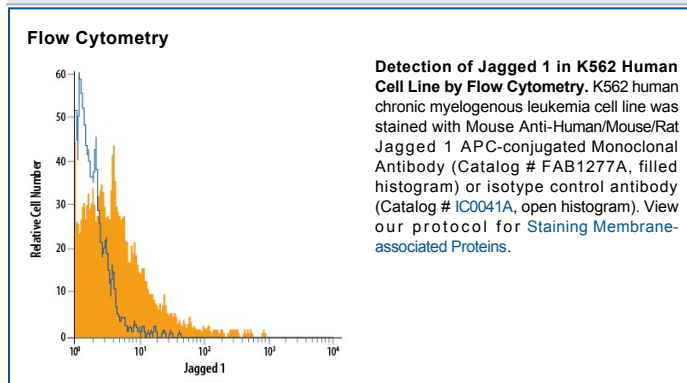 Flow Cytometry
60
50
40
30
20
10
0
Relative Cell Number
10⁰
10¹
10²
10³
10⁴
Jagged 1
Detection of Jagged 1 in K562 Human
Cell Line by Flow Cytometry. K562 human
chronic myelogenous leukemia cell line was
stained with Mouse Anti-Human/Mouse/Rat
Jagged 1 APC-conjugated Monoclonal
Antibody (Catalog # FAB1277A, filled
histogram) or isotype control antibody
(Catalog # IC0041A, open histogram). View
our protocol for Staining Membrane-
associated Proteins.